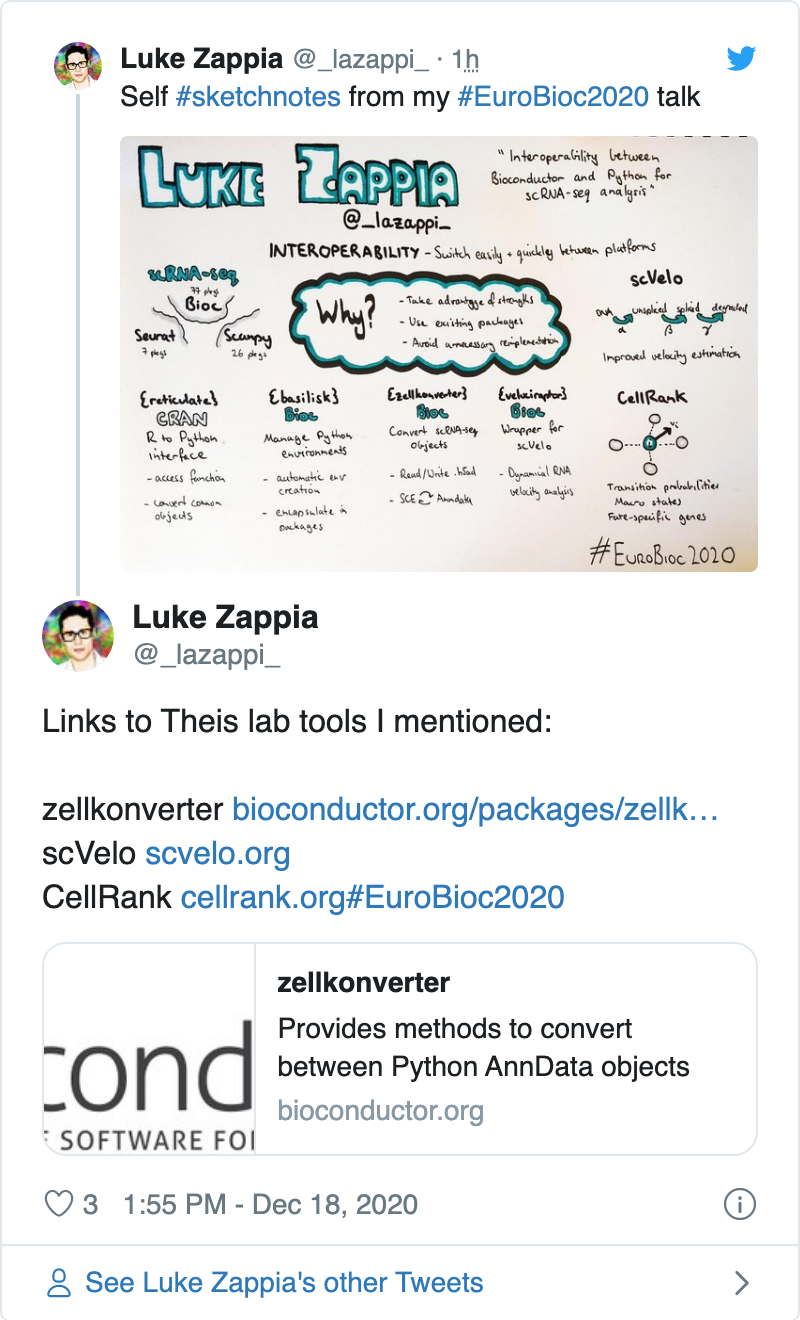 Luke Zappia @_lazappi_ · 1h
Self #sketchnotes from my #EuroBioc2020 talk
LUKE ZAPPIA
@_lazappi_
"Interoperability between
Bioconductor and Python for
scRNA-seq analysis"
INTEROPERABILITY - Switch easily + quickly between platforms
scRNA-seq
77 pkgs
Bioc
Seurat
7 pkgs
Scanpy
26 pkgs
Why?
- Take advantage of strengths
- Use existing packages
- Avoid unnecessary reimplementation
scVelo
DNA unspliced spliced degraded
α β γ
Improved velocity estimation
{reticulate}
CRAN
R to Python
interface
- access function
- convert common
objects
{basilisk}
Bioc
Manage Python
environments
- automatic env
creation
- encapsulate in
packages
{zellkonverter}
Bioc
Convert scRNA-seq
objects
- Read/Write .h5ad
- SCE Anndata
{velociraptor}
Bioc
Wrapper for
scVelo
- Dynamical RNA
velocity analysis
CellRank
Transition probabilities
Macro states
Fate-specific genes
#EuroBioc2020
Luke Zappia
@_lazappi_
Links to Theis lab tools I mentioned:
zellkonverter bioconductor.org/packages/zellk…
scVelo scvelo.org
CellRank cellrank.org#EuroBioc2020
cond
SOFTWARE FO
zellkonverter
Provides methods to convert
between Python AnnData objects
bioconductor.org
3 1:55 PM - Dec 18, 2020
See Luke Zappia's other Tweets